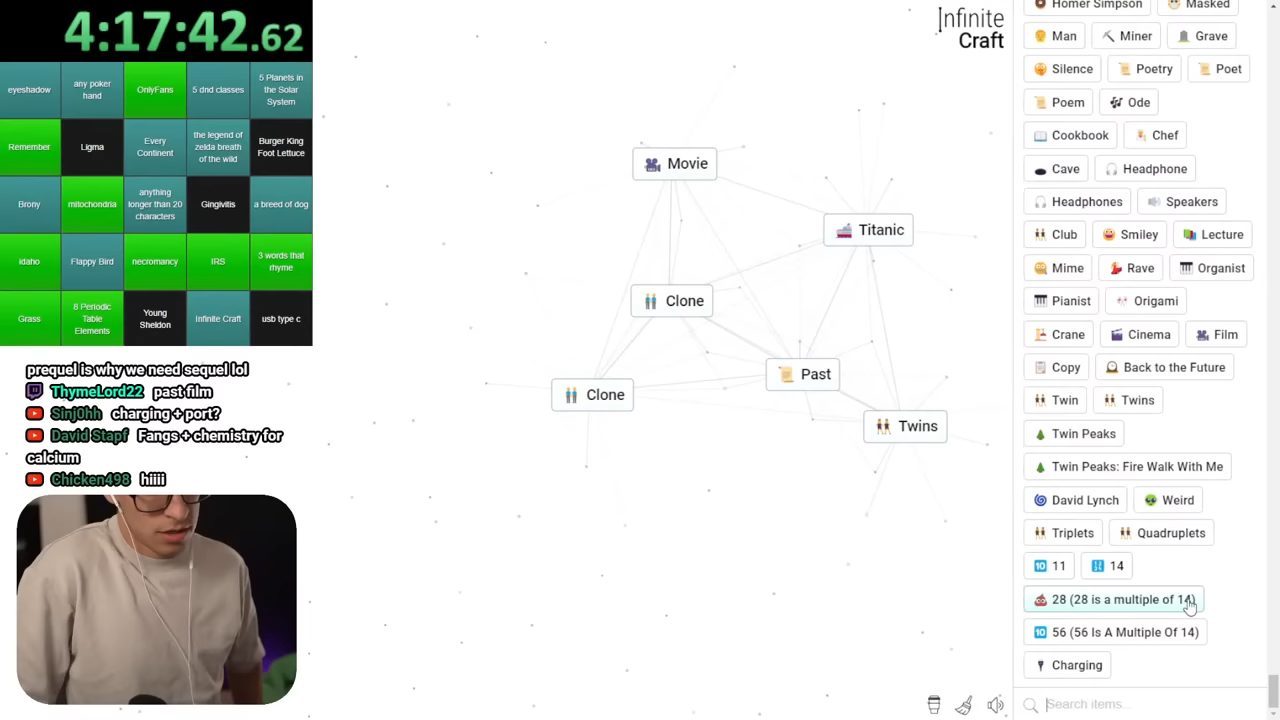 4:17:42.62
eyeshadow
any poker
hand
OnlyFans
5 dnd classes
5 Planets in
the Solar
System
Remember
Ligma
Every
Continent
the legend of
zelda breath
of the wild
Burger King
Foot Lettuce
Brony
mitochondria
anything
longer than 20
characters
Gingivitis
a breed of dog
idaho
Flappy Bird
necromancy
IRS
3 words that
rhyme
Grass
8 Periodic
Table
Elements
Young
Sheldon
Infinite Craft
usb type c
prequel is why we need sequel lol
ThymeLord22 past film
Sinj0hh charging + port?
David Stapf Fangs + chemistry for
calcium
Chicken498 hiiii
Infinite
Craft
Movie
Titanic
Clone
Past
Clone
Twins
Homer Simpson
Masked
Man
Miner
Grave
Silence
Poetry
Poet
Poem
Ode
Cookbook
Chef
Cave
Headphone
Headphones
Speakers
Club
Smiley
Lecture
Mime
Rave
Organist
Pianist
Origami
Crane
Cinema
Film
Copy
Back to the Future
Twin
Twins
Twin Peaks
Twin Peaks: Fire Walk With Me
David Lynch
Weird
Triplets
Quadruplets
11
14
28 (28 is a multiple of 14)
56 (56 Is A Multiple Of 14)
Charging
Search items...